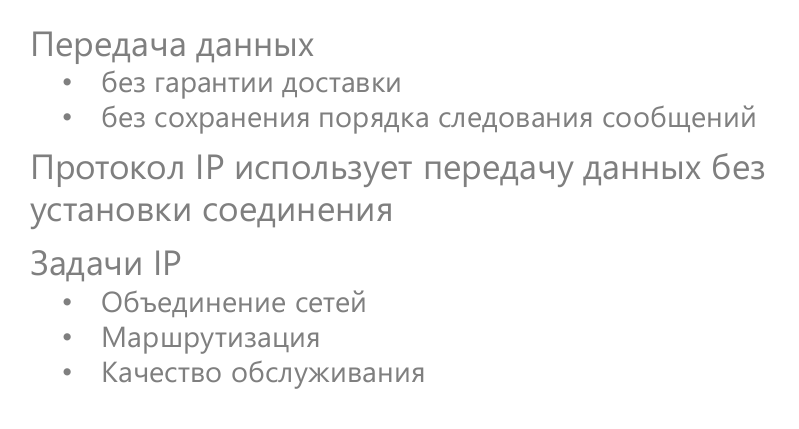 Передача данных
• без гарантии доставки
• без сохранения порядка следования сообщений
Протокол IP использует передачу данных без
установки соединения
Задачи IP
• Объединение сетей
• Маршрутизация
• Качество обслуживания